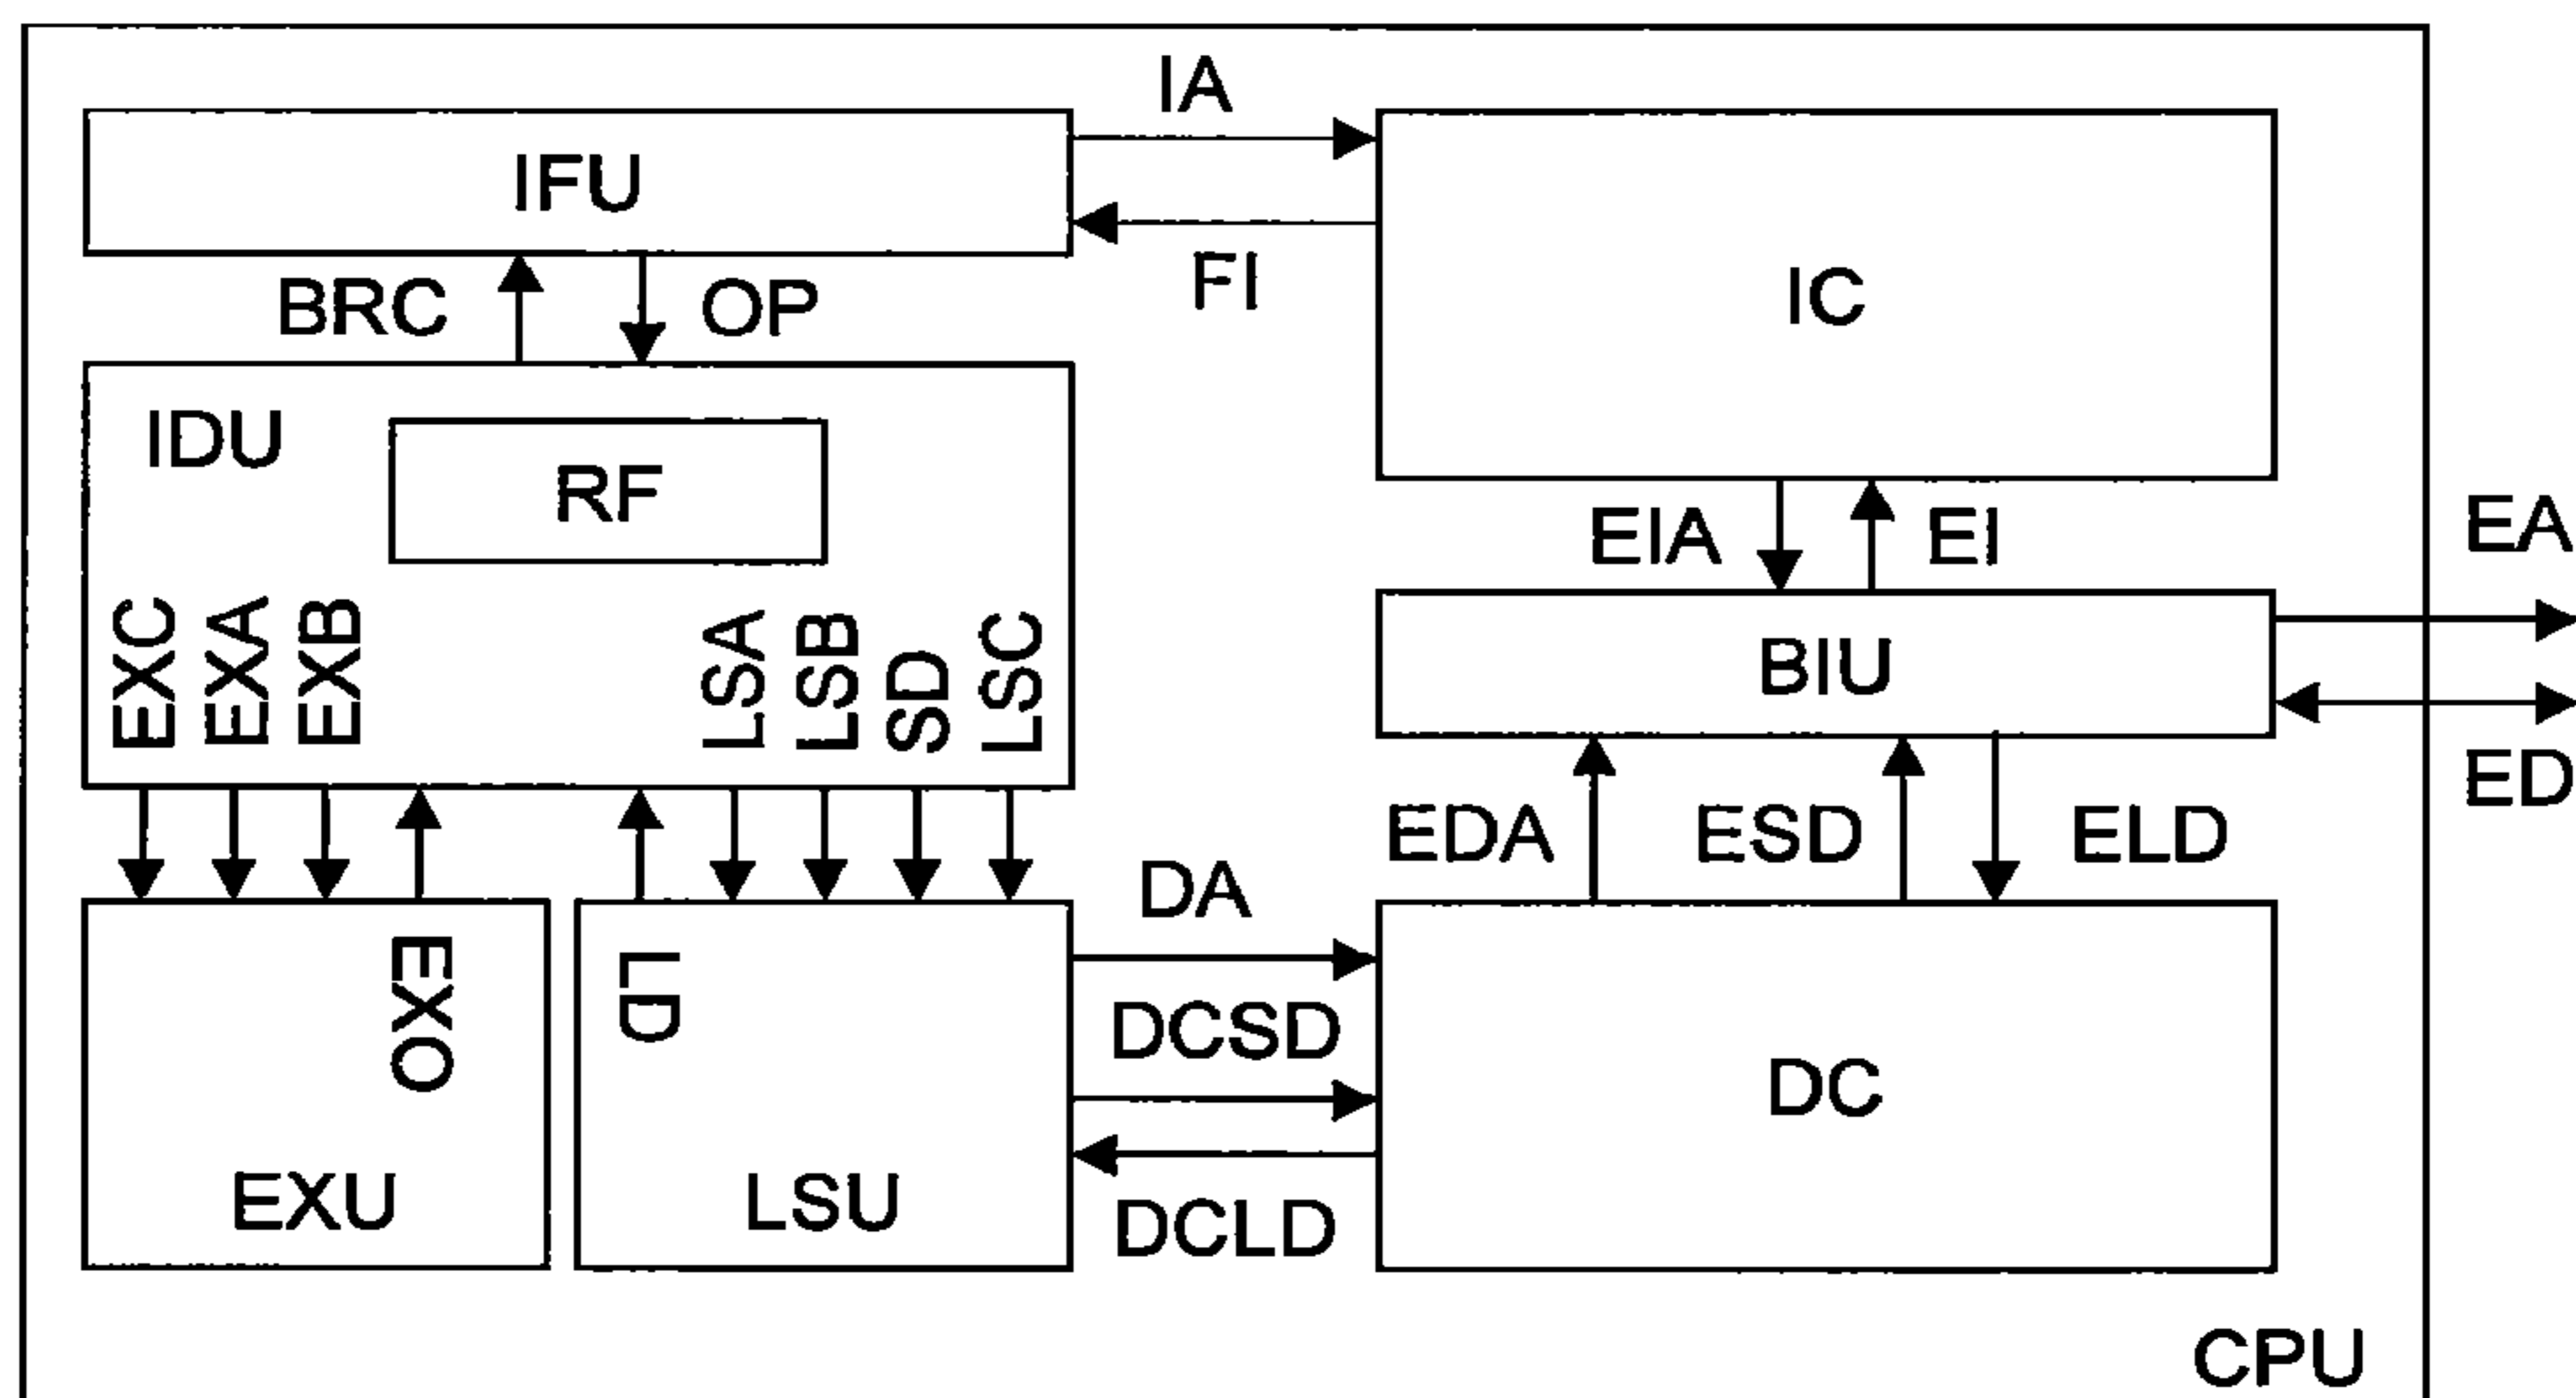 IA
IFU
FI
IC
BRC
OP
IDU
RF
EIA
EI
EA
EXC
EXA
EXB
LSA
LSB
SD
LSC
BIU
ED
EDA
ESD
ELD
DA
EXO
LD
DCSD
DC
EXU
LSU
DCLD
CPU